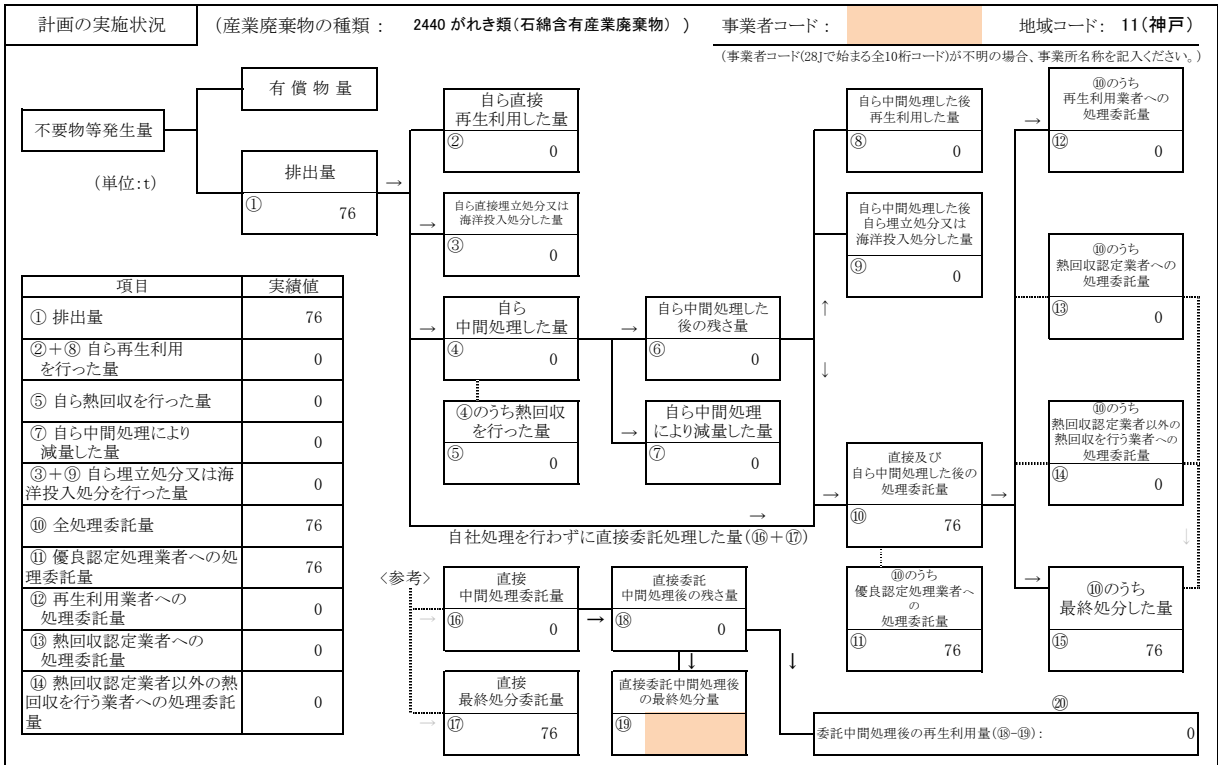 計画の実施状況
(産業廃棄物の種類： 2440 がれき類(石綿含有産業廃棄物) )
事業者コード：
地域コード： 11(神戸)
(事業者コード(28Jで始まる全10桁コード)が不明の場合、事業所名称を記入ください。)
不要物等発生量
(単位:t)
有償物量
排出量
→
① 76
自ら直接
再生利用した量
② 0
→
自ら直接埋立処分又は
海洋投入処分した量
③ 0
→
自ら
中間処理した量
④ 0
④のうち熱回収
を行った量
⑤ 0
→
自ら中間処理した
後の残さ量
⑥ 0
→
自ら中間処理
により減量した量
⑦ 0
自ら中間処理した後
再生利用した量
⑧ 0
自ら中間処理した後
自ら埋立処分又は
海洋投入処分した量
⑨ 0
↑
↓
→
直接及び
自ら中間処理した後の
処理委託量
⑩ 76
→
⑩のうち
優良認定処理業者へ
の
処理委託量
⑪ 76
→
⑩のうち
再生利用業者への
処理委託量
⑫ 0
⑩のうち
熱回収認定業者への
処理委託量
⑬ 0
⑩のうち
熱回収認定業者以外の
熱回収を行う業者への
処理委託量
⑭ 0
↓
→
⑩のうち
最終処分した量
⑮ 76
項目 実績値
① 排出量 76
②＋⑧ 自ら再生利用
を行った量 0
⑤ 自ら熱回収を行った量 0
⑦ 自ら中間処理により
減量した量 0
③＋⑨ 自ら埋立処分又は海
洋投入処分を行った量 0
⑩ 全処理委託量 76
⑪ 優良認定処理業者への処
理委託量 76
⑫ 再生利用業者への
処理委託量 0
⑬ 熱回収認定業者への
処理委託量 0
⑭ 熱回収認定業者以外の熱
回収を行う業者への処理委託
量 0
→
自社処理を行わずに直接委託処理した量(⑯＋⑰)
〈参考〉
→
直接
中間処理委託量
⑯ 0
→
直接委託
中間処理後の残さ量
⑱ 0
↓
↓
→
直接
最終処分委託量
⑰ 76
直接委託中間処理後
の最終処分量
⑲
⑳
委託中間処理後の再生利用量(⑱-⑲)： 0